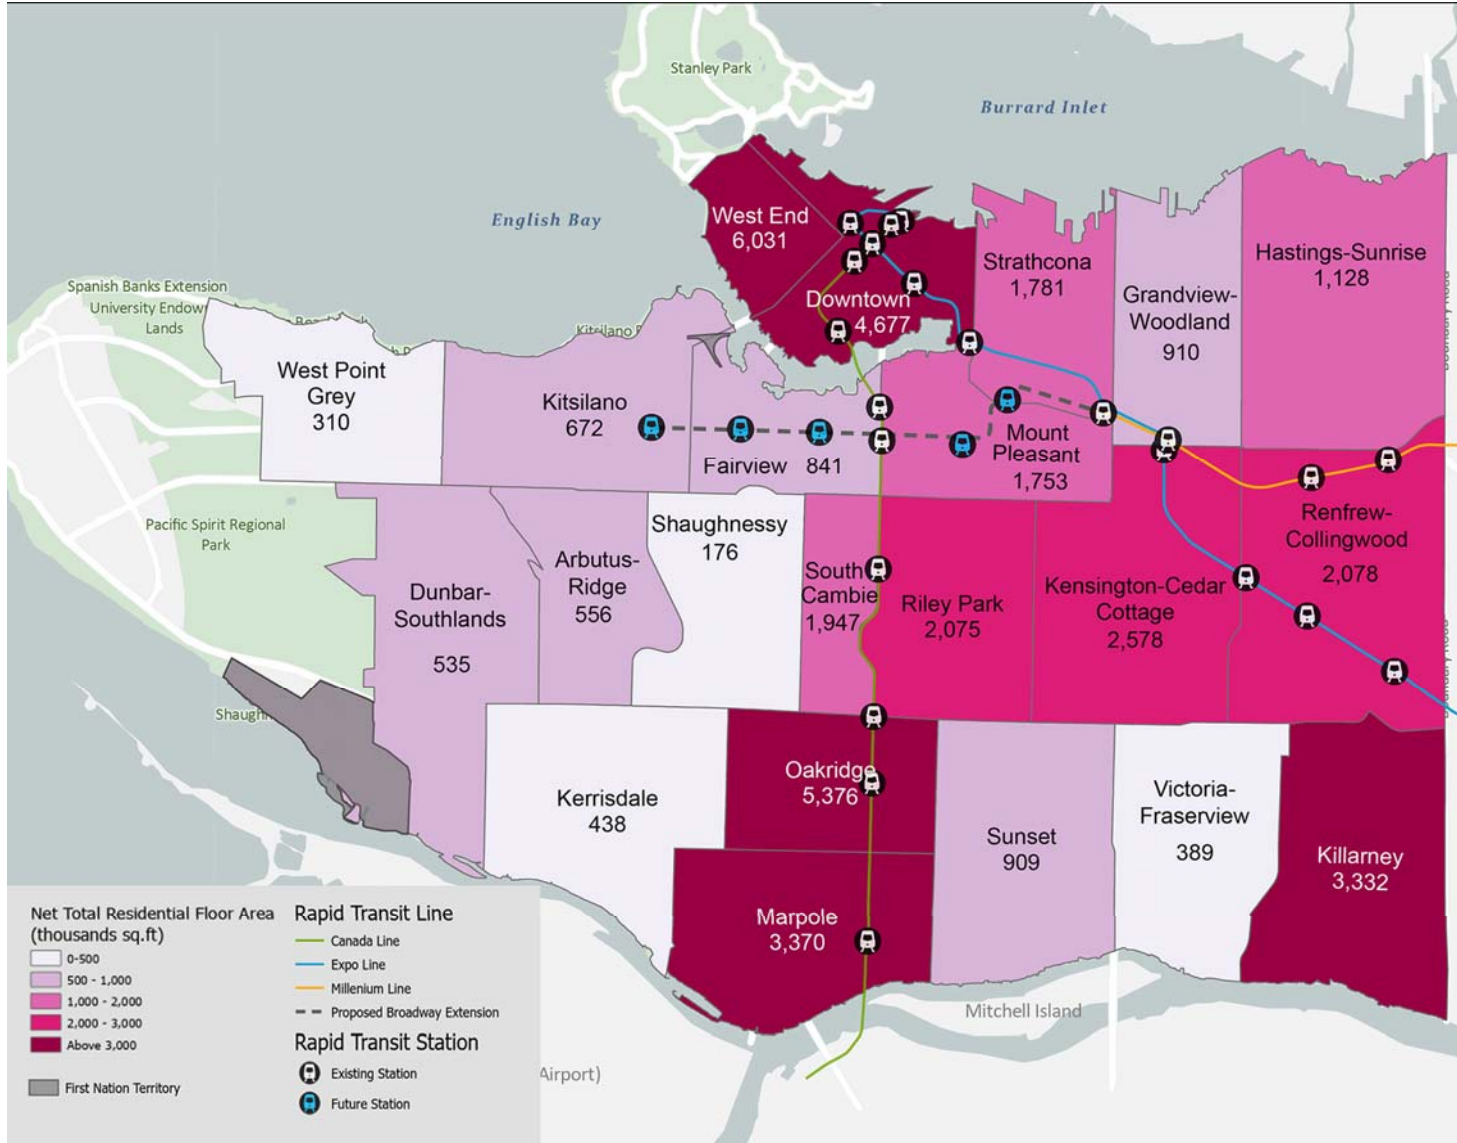 Stanley Park
Burrard Inlet
English Bay
West End
6,031
Downtown
4,677
Strathcona
1,781
Grandview-
Woodland
910
Hastings-Sunrise
1,128
Spanish Banks Extension
University Endow
Lands
West Point
Grey
310
Kitsilano
672
Fairview 841
Mount
Pleasant
1,753
Pacific Spirit Regional
Park
Dunbar-
Southlands
535
Arbutus-
Ridge
556
Shaughnessy
176
South
Cambie
1,947
Riley Park
2,075
Kensington-Cedar
Cottage
2,578
Renfrew-
Collingwood
2,078
Shaugh
Kerrisdale
438
Oakridge
5,376
Marpole
3,370
Sunset
909
Victoria-
Fraserview
389
Killarney
3,332
Mitchell Island
Airport)
Net Total Residential Floor Area
(thousands sq.ft)
0-500
500 - 1,000
1,000 - 2,000
2,000 - 3,000
Above 3,000
First Nation Territory
Rapid Transit Line
Canada Line
Expo Line
Millenium Line
Proposed Broadway Extension
Rapid Transit Station
Existing Station
Future Station